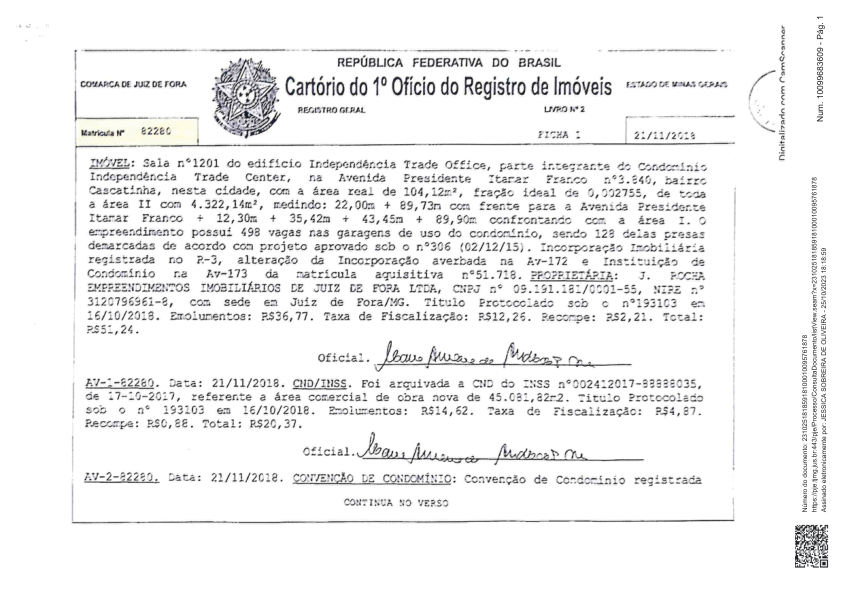 REPÚBLICA FEDERATIVA DO BRASIL
COMARCA DE JUIZ DE FORA
Cartório do 1º Ofício do Registro de Imóveis
ESTADO DE MINAS GERAIS
REGISTRO GERAL
LIVRO Nº 2
Matrícula Nº 82280
FICHA 1
21/11/2018
IMÓVEL: Sala nº1201 do edifício Independência Trade Office, parte integrante do Condomínio
Independência Trade Center, na Avenida Presidente Itamar Franco nº3.840, bairro
Cascatinha, nesta cidade, com a área real de 104,12m², fração ideal de 0,002755, de toda
a área II com 4.322,14m², medindo: 22,00m + 89,73m com frente para a Avenida Presidente
Itamar Franco + 12,30m + 35,42m + 43,45m + 89,90m confrontando com a área I. O
empreendimento possui 498 vagas nas garagens de uso do condomínio, sendo 128 delas presas
demarcadas de acordo com projeto aprovado sob o nº306 (02/12/15). Incorporação Imobiliária
registrada no R-3, alteração da Incorporação averbada na Av-172 e Instituição de
Condomínio na Av-173 da matrícula aquisitiva nº51.718. PROPRIETÁRIA: J. ROCHA
EMPREENDIMENTOS IMOBILIÁRIOS DE JUIZ DE FORA LTDA, CNPJ nº 09.191.181/0001-55, NIRE nº
3120796961-8, com sede em Juiz de Fora/MG. Título Protocolado sob o nº193103 em
16/10/2018. Emolumentos: R$36,77. Taxa de Fiscalização: R$12,26. Recompe: R$2,21. Total:
R$51,24.
Oficial.
AV-1-82280. Data: 21/11/2018. CND/INSS. Foi arquivada a CND do INSS nº002412017-88888035,
de 17-10-2017, referente a área comercial de obra nova de 45.081,82m2. Título Protocolado
sob o nº 193103 em 16/10/2018. Emolumentos: R$14,62. Taxa de Fiscalização: R$4,87.
Recompe: R$0,88. Total: R$20,37.
Oficial.
AV-2-82280. Data: 21/11/2018. CONVENÇÃO DE CONDOMÍNIO: Convenção de Condomínio registrada
CONTINUA NO VERSO
Digitalizado com CamScanner
Num. 10099683609 - Pág. 1
Número do documento: 23102518185918100010095761878
https://pje.tjmg.jus.br:443/pje/Processo/ConsultaDocumento/listView.seam?x=23102518185918100010095761878
Assinado eletronicamente por: JESSICA SOBREIRA DE OLIVEIRA - 25/10/2023 18:18:59